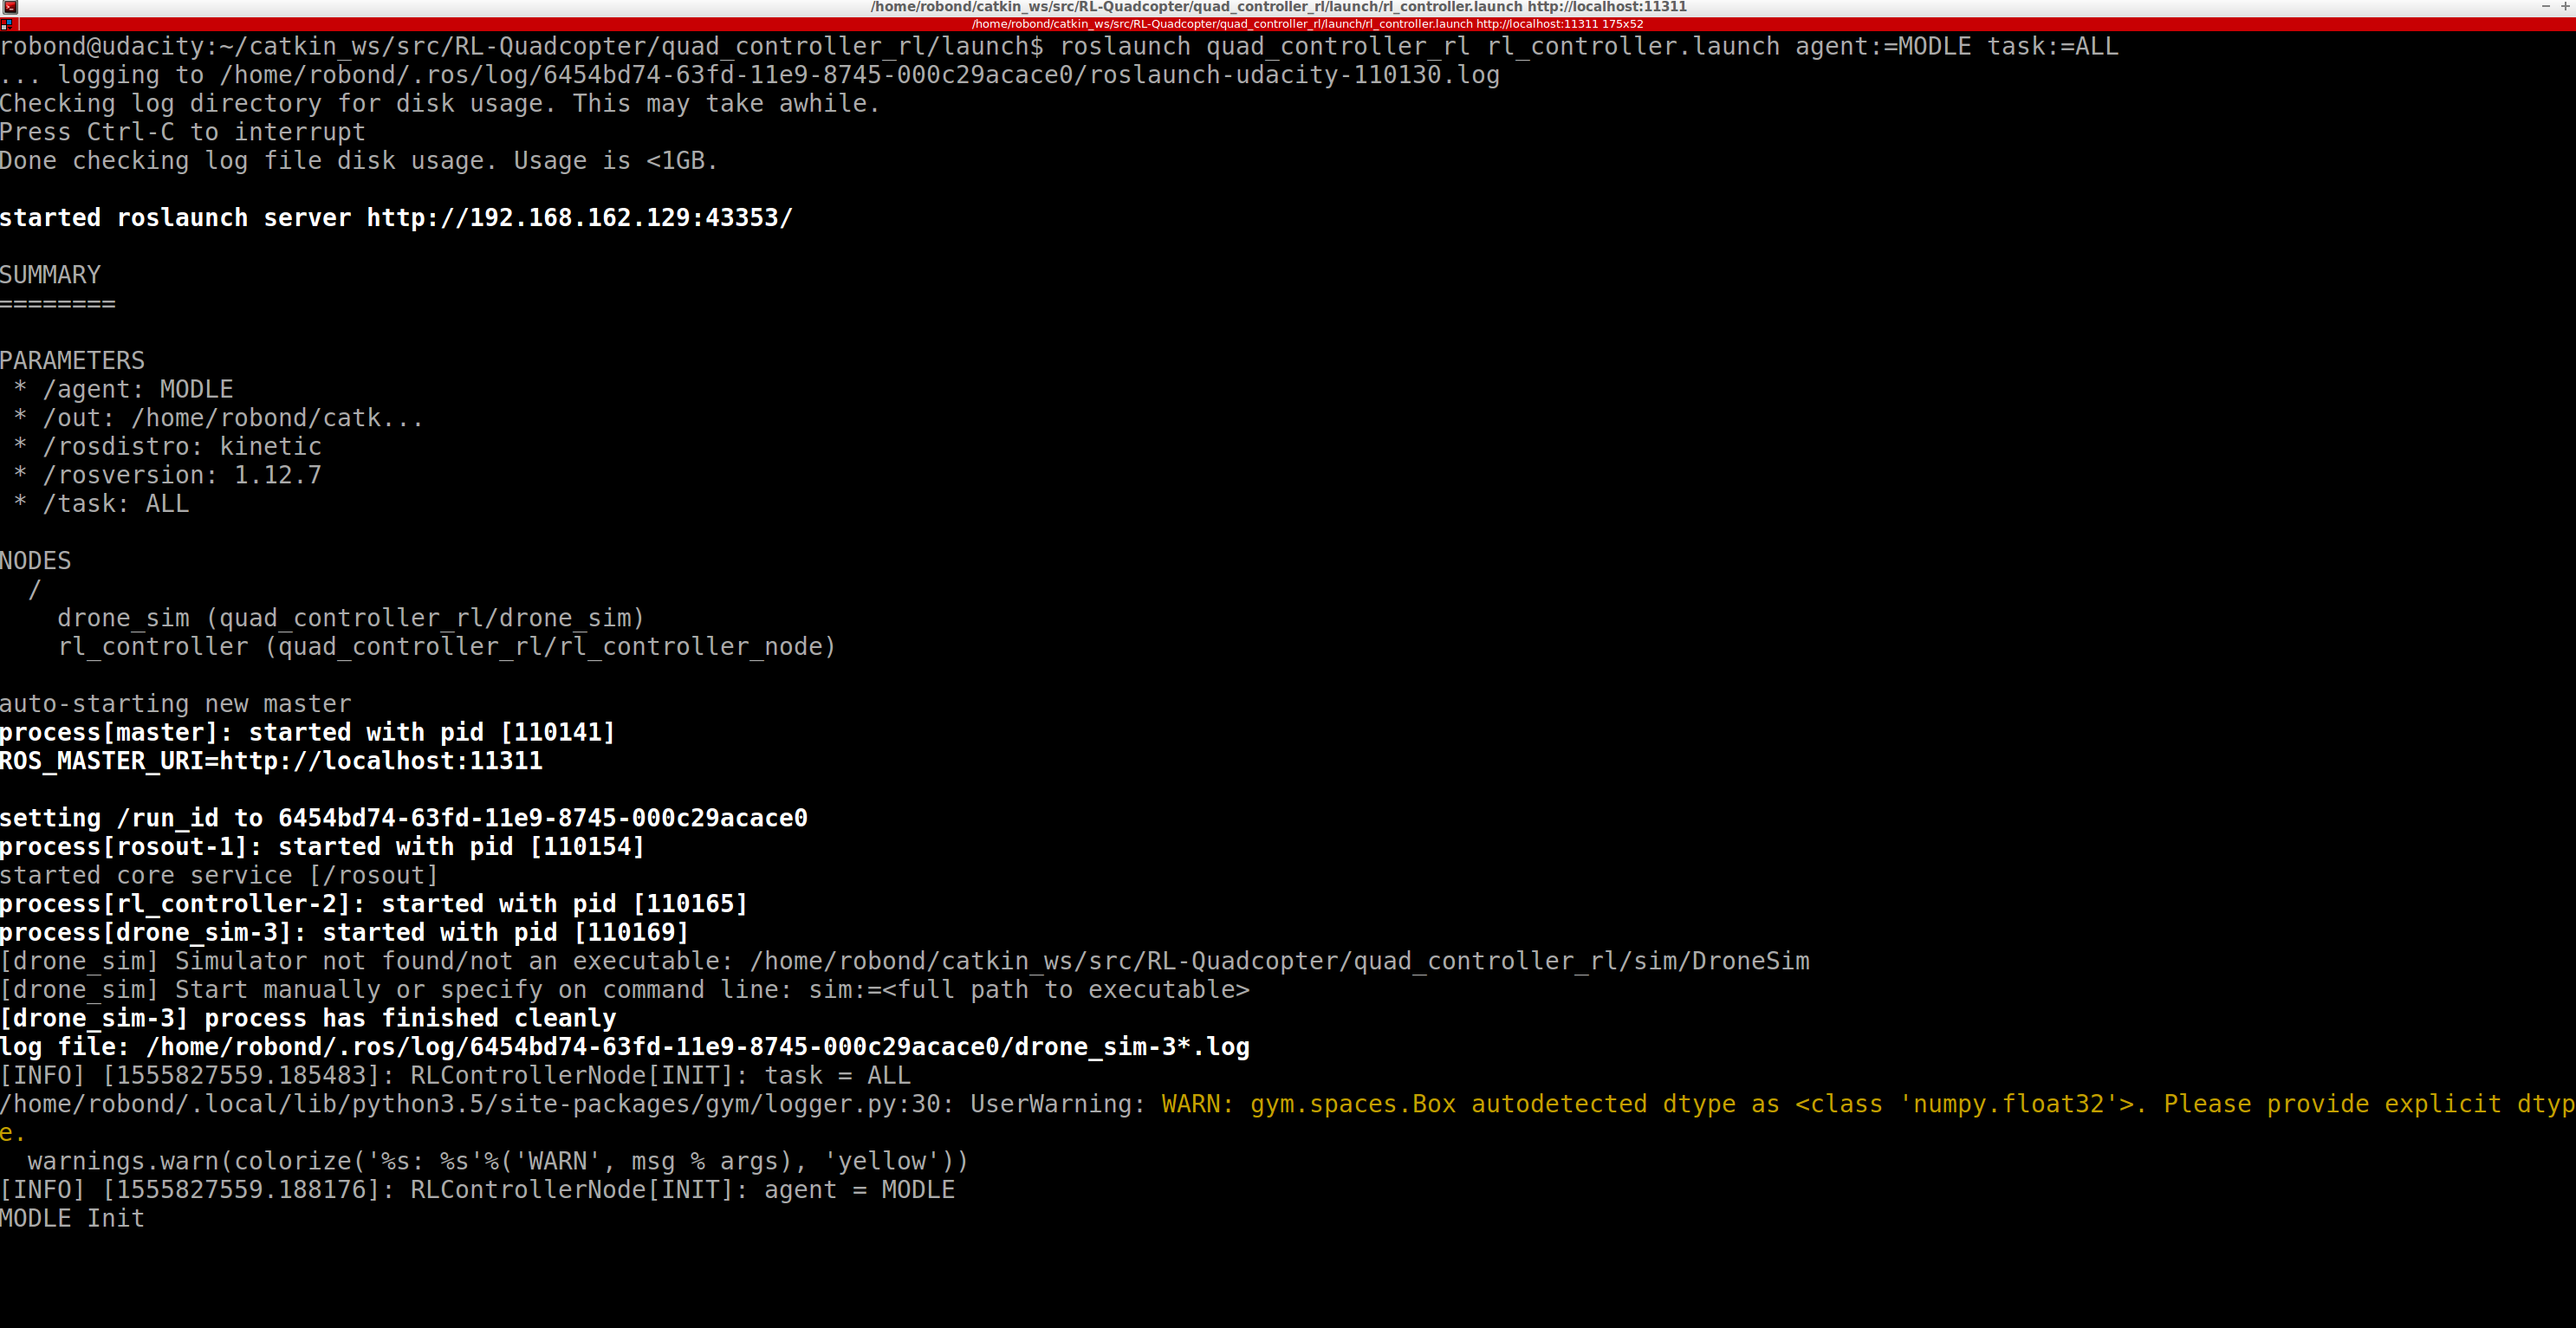 /home/robond/catkin_ws/src/RL-Quadcopter/quad_controller_rl/launch/rl_controller.launch http://localhost:11311
/home/robond/catkin_ws/src/RL-Quadcopter/quad_controller_rl/launch/rl_controller.launch http://localhost:11311 175x52
robond@udacity:~/catkin_ws/src/RL-Quadcopter/quad_controller_rl/launch$ roslaunch quad_controller_rl rl_controller.launch agent:=MODLE task:=ALL
... logging to /home/robond/.ros/log/6454bd74-63fd-11e9-8745-000c29acace0/roslaunch-udacity-110130.log
Checking log directory for disk usage. This may take awhile.
Press Ctrl-C to interrupt
Done checking log file disk usage. Usage is <1GB.
started roslaunch server http://192.168.162.129:43353/
SUMMARY
========
PARAMETERS
 * /agent: MODLE
 * /out: /home/robond/catk...
 * /rosdistro: kinetic
 * /rosversion: 1.12.7
 * /task: ALL
NODES
  /
    drone_sim (quad_controller_rl/drone_sim)
    rl_controller (quad_controller_rl/rl_controller_node)
auto-starting new master
process[master]: started with pid [110141]
ROS_MASTER_URI=http://localhost:11311
setting /run_id to 6454bd74-63fd-11e9-8745-000c29acace0
process[rosout-1]: started with pid [110154]
started core service [/rosout]
process[rl_controller-2]: started with pid [110165]
process[drone_sim-3]: started with pid [110169]
[drone_sim] Simulator not found/not an executable: /home/robond/catkin_ws/src/RL-Quadcopter/quad_controller_rl/sim/DroneSim
[drone_sim] Start manually or specify on command line: sim:=<full path to executable>
[drone_sim-3] process has finished cleanly
log file: /home/robond/.ros/log/6454bd74-63fd-11e9-8745-000c29acace0/drone_sim-3*.log
[INFO] [1555827559.185483]: RLControllerNode[INIT]: task = ALL
/home/robond/.local/lib/python3.5/site-packages/gym/logger.py:30: UserWarning: WARN: gym.spaces.Box autodetected dtype as <class 'numpy.float32'>. Please provide explicit dtyp
e.
  warnings.warn(colorize('%s: %s'%('WARN', msg % args), 'yellow'))
[INFO] [1555827559.188176]: RLControllerNode[INIT]: agent = MODLE
MODLE Init